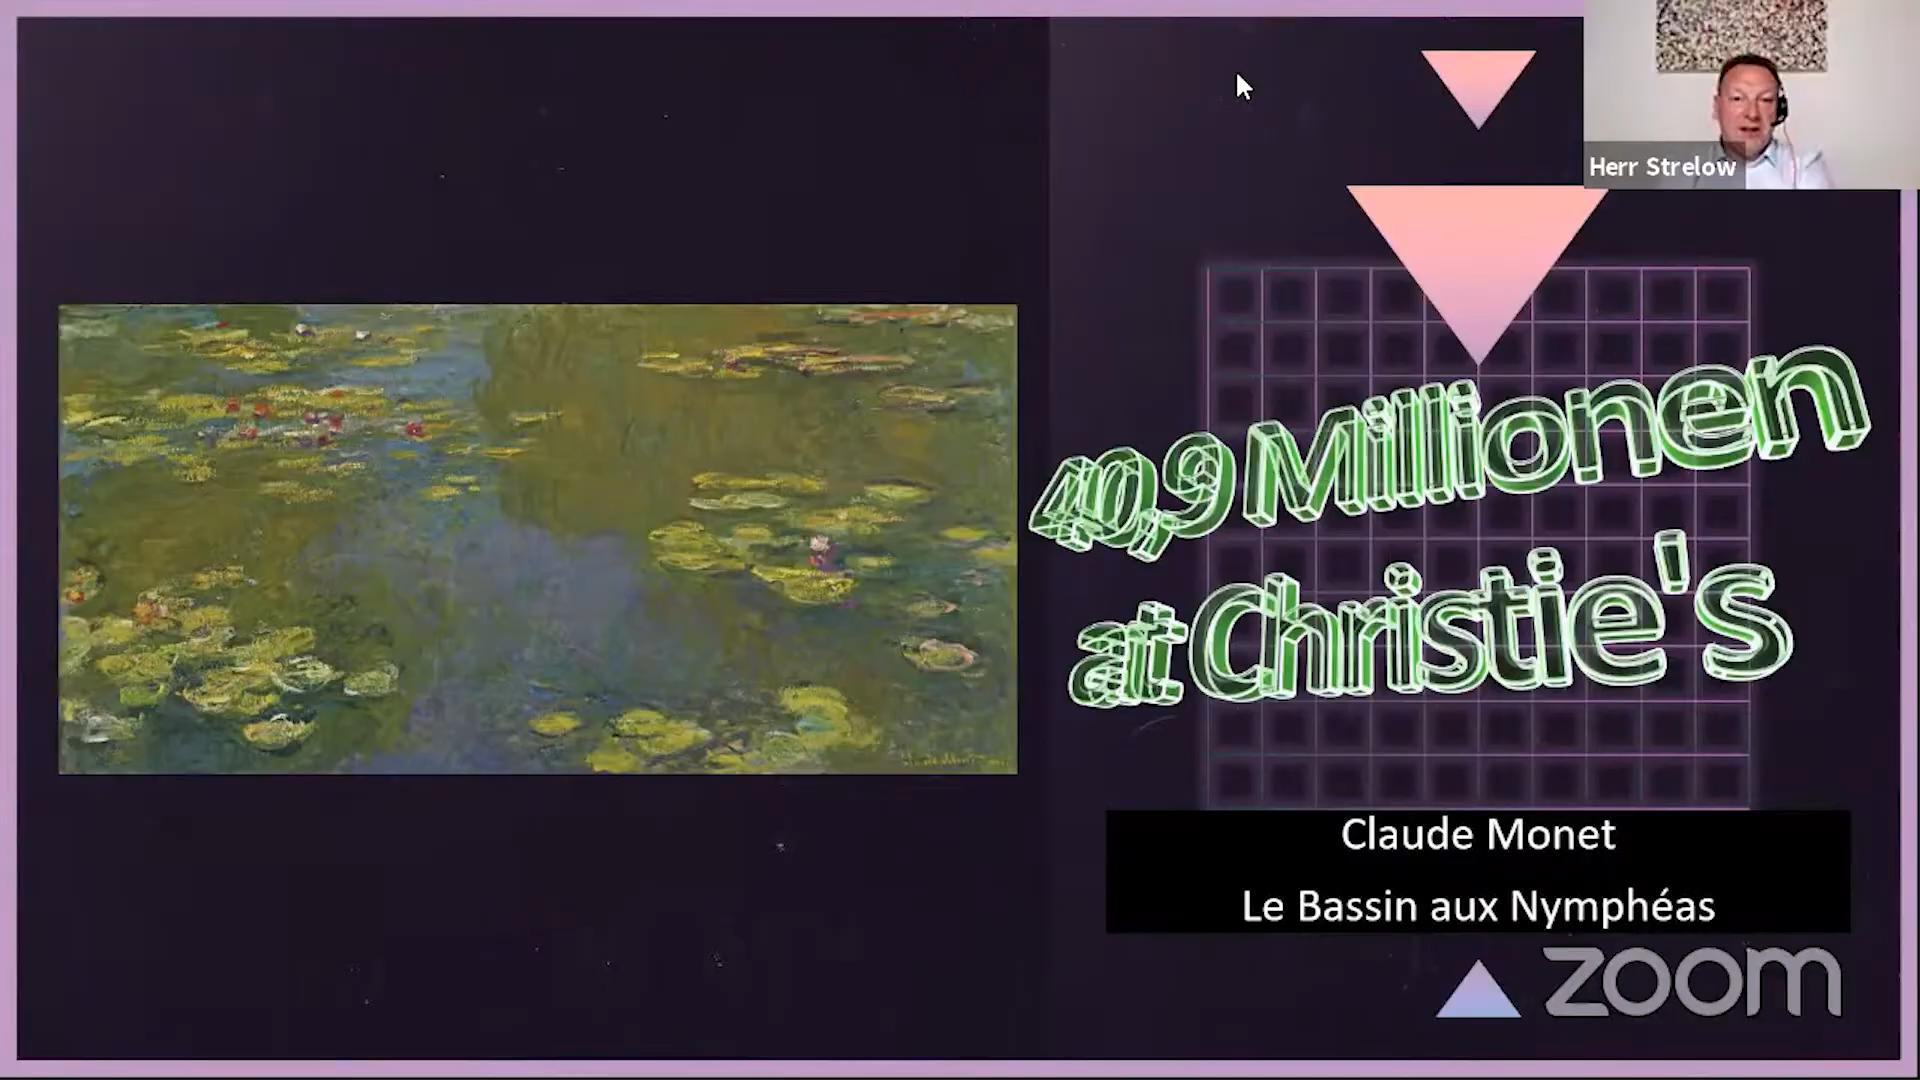 Herr Strelow
40,9 Millionen
at Christie's
Claude Monet
Le Bassin aux Nymphéas
zoom